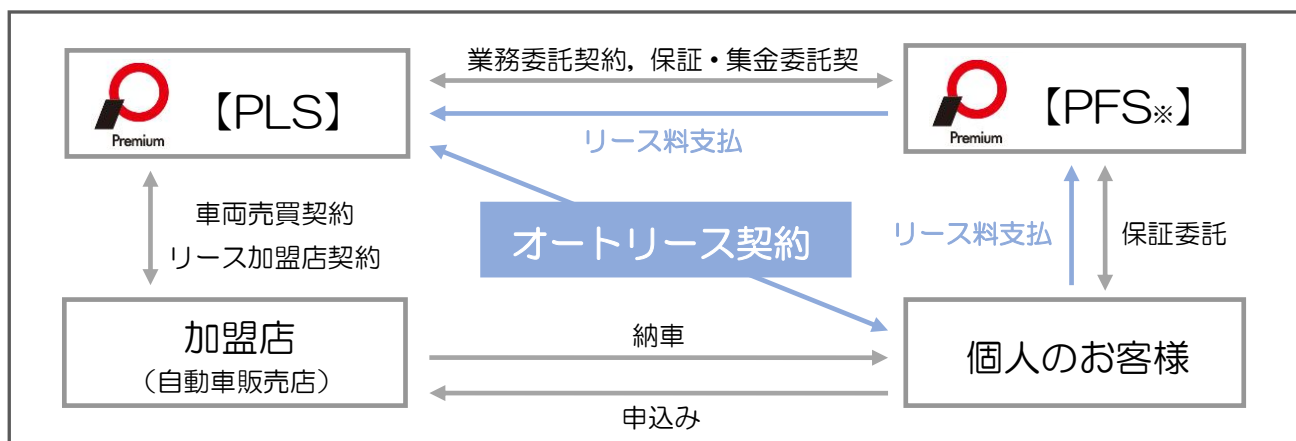 業務委託契約，保証・集金委託契
Premium
【PLS】
Premium
【PFS※】
リース料支払
車両売買契約
リース加盟店契約
オートリース契約
リース料支払
保証委託
加盟店
（自動車販売店）
納車
申込み
個人のお客様